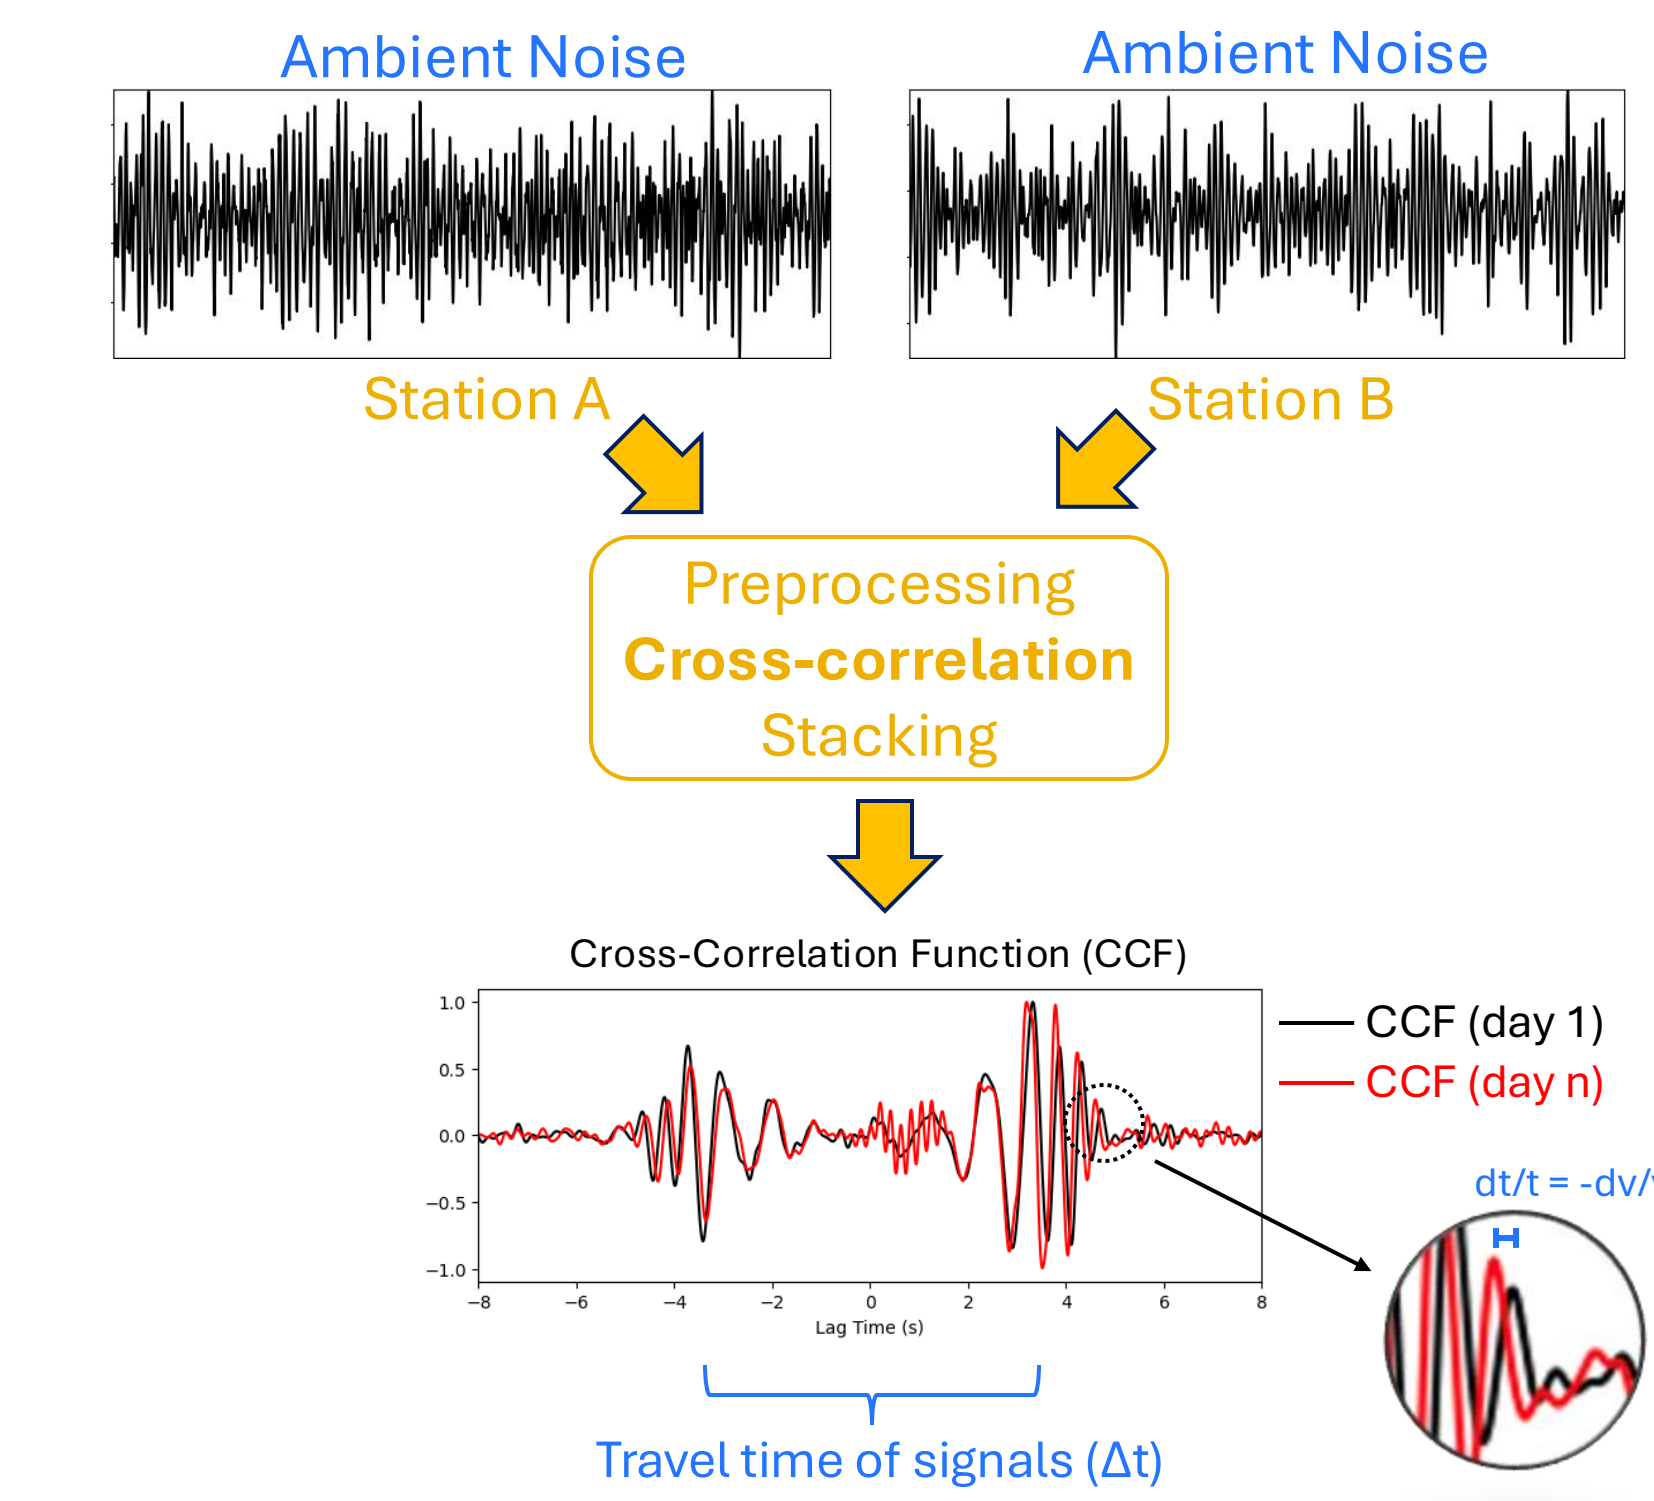 Ambient Noise
Ambient Noise
Station A
Station B
Preprocessing
Cross-correlation
Stacking
Cross-Correlation Function (CCF)
1.0
0.5
0.0
−0.5
−1.0
−8 −6 −4 −2 0 2 4 6 8
Lag Time (s)
CCF (day 1)
CCF (day n)
dt/t = -dv/
Travel time of signals (Δt)